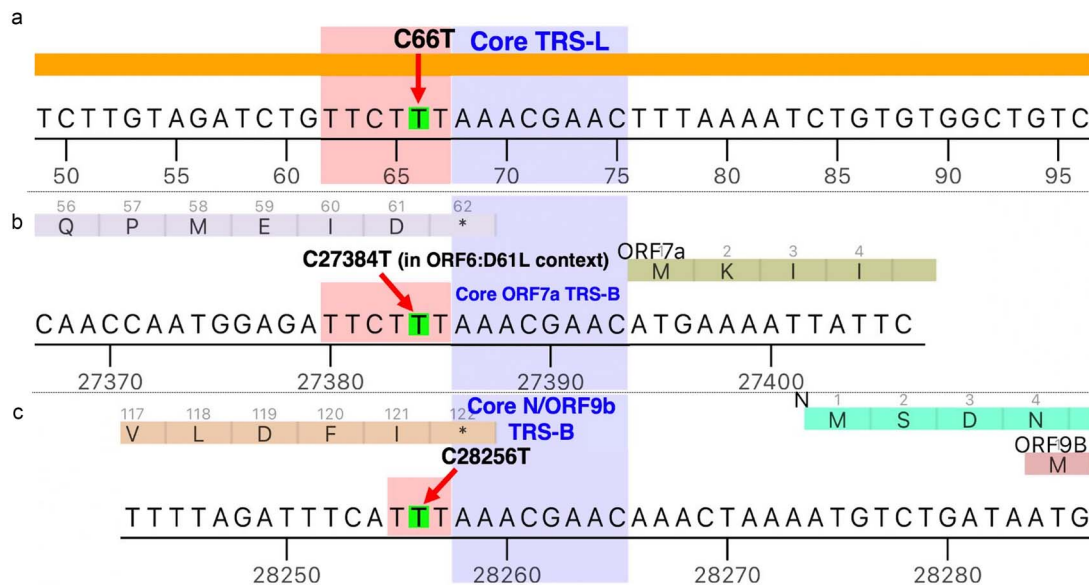 a
C66T Core TRS-L
TCTTGTAGATCTGTTCTTTAAACGAACTTTAAAATCTGTGTGGCTGTC
50 55 60 65 70 75 80 85 90 95
b
56 57 58 59 60 61 62
Q P M E I D *
C27384T (in ORF6:D61L context)
ORF7a
1 2 3 4
M K I I
Core ORF7a TRS-B
CAACCAATGGAGATTCTTTAAACGAACATGAAAATTATTC
27370 27380 27390 27400
c
117 118 119 120 121 122
V L D F I *
Core N/ORF9b
TRS-B
N
1 2 3 4
M S D N
ORF9B
1
M
C28256T
TTTTAGATTTCATTTAAACGAACAAACTAAAATGTCTGATAATG
28250 28260 28270 28280